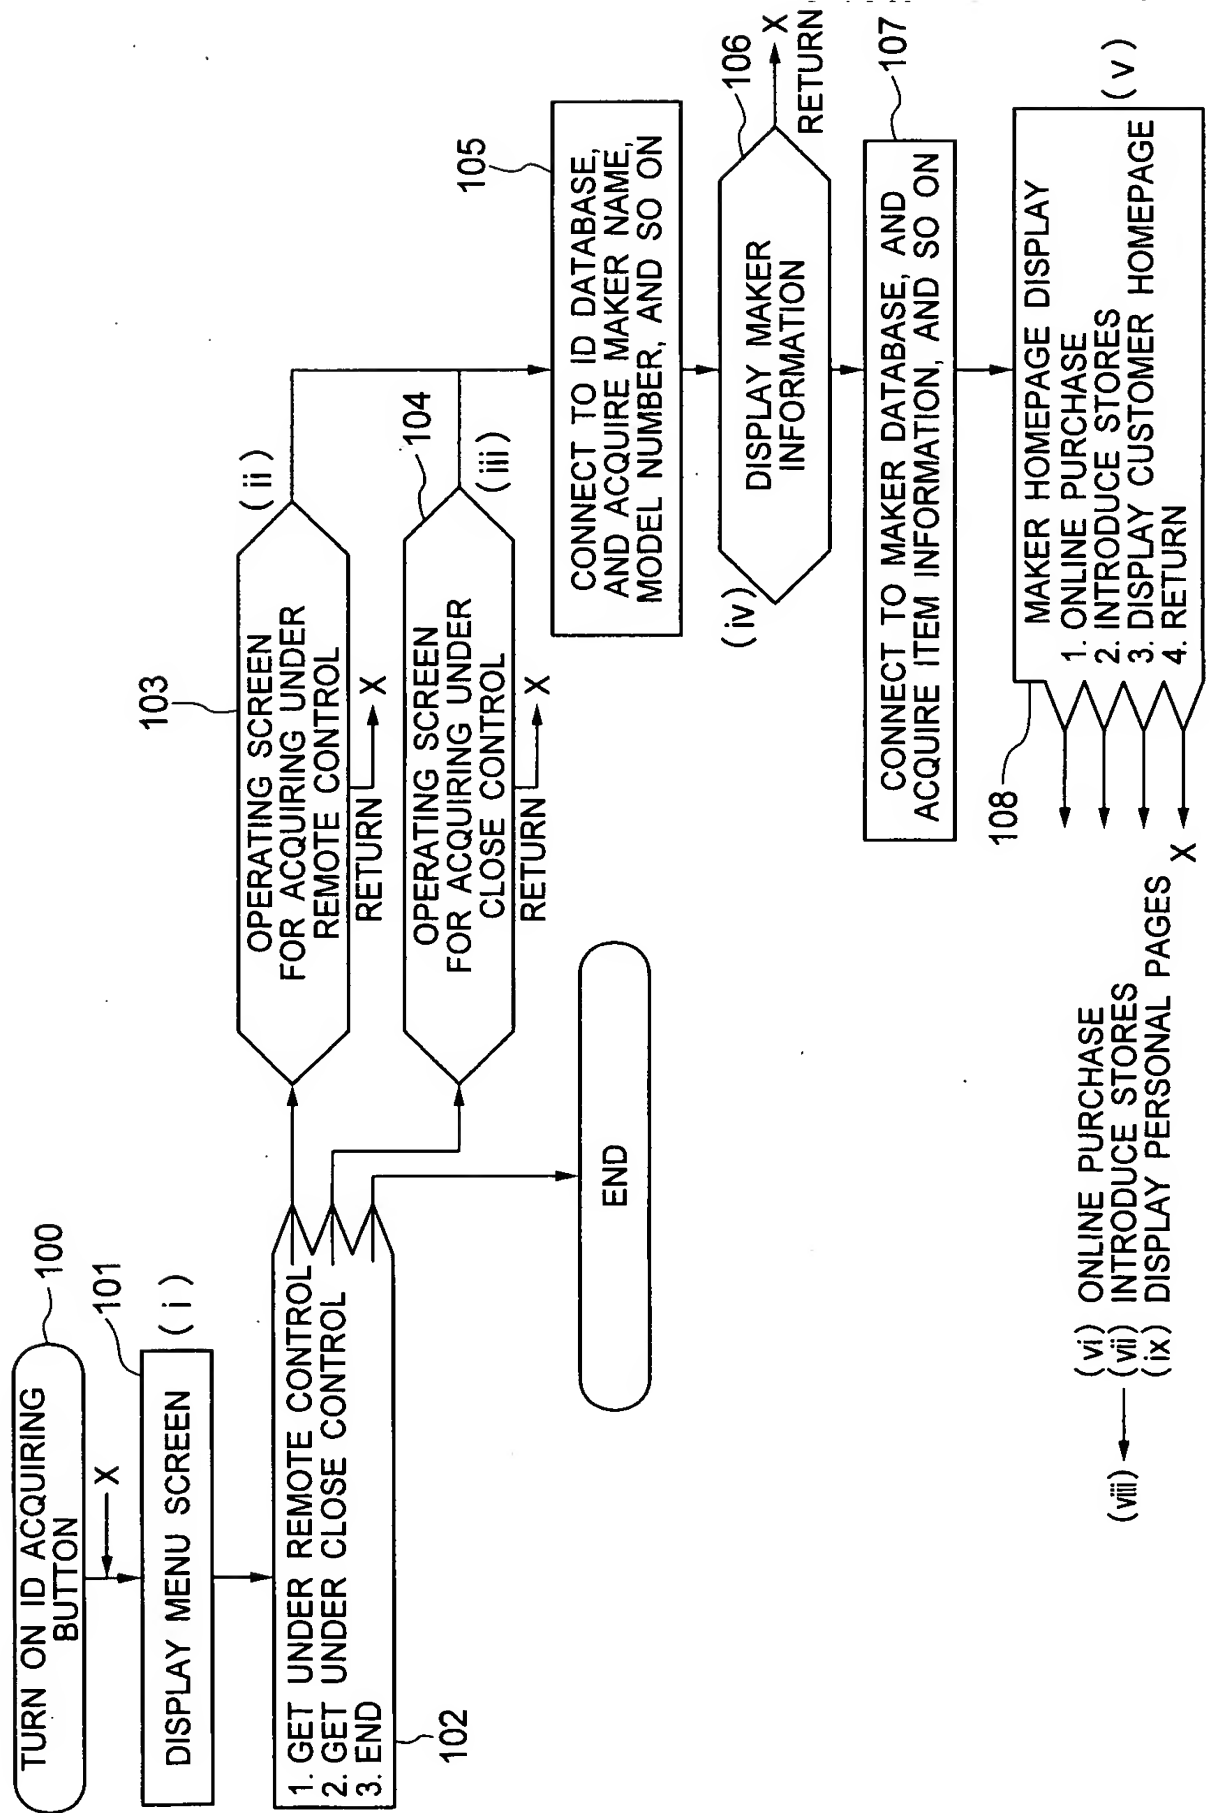 TURN ON ID ACQUIRING
BUTTON
100
X
DISPLAY MENU SCREEN
101
(i)
1. GET UNDER REMOTE CONTROL
2. GET UNDER CLOSE CONTROL
3. END
102
OPERATING SCREEN
FOR ACQUIRING UNDER
REMOTE CONTROL
103
(ii)
RETURN
X
OPERATING SCREEN
FOR ACQUIRING UNDER
CLOSE CONTROL
104
(iii)
RETURN
X
END
CONNECT TO ID DATABASE,
AND ACQUIRE MAKER NAME,
MODEL NUMBER, AND SO ON
105
DISPLAY MAKER
INFORMATION
106
(iv)
X
RETURN
CONNECT TO MAKER DATABASE, AND
ACQUIRE ITEM INFORMATION, AND SO ON
107
MAKER HOMEPAGE DISPLAY
1. ONLINE PURCHASE
2. INTRODUCE STORES
3. DISPLAY CUSTOMER HOMEPAGE
4. RETURN
108
(v)
X
(vi) ONLINE PURCHASE
(viii) (vii) INTRODUCE STORES
(ix) DISPLAY PERSONAL PAGES